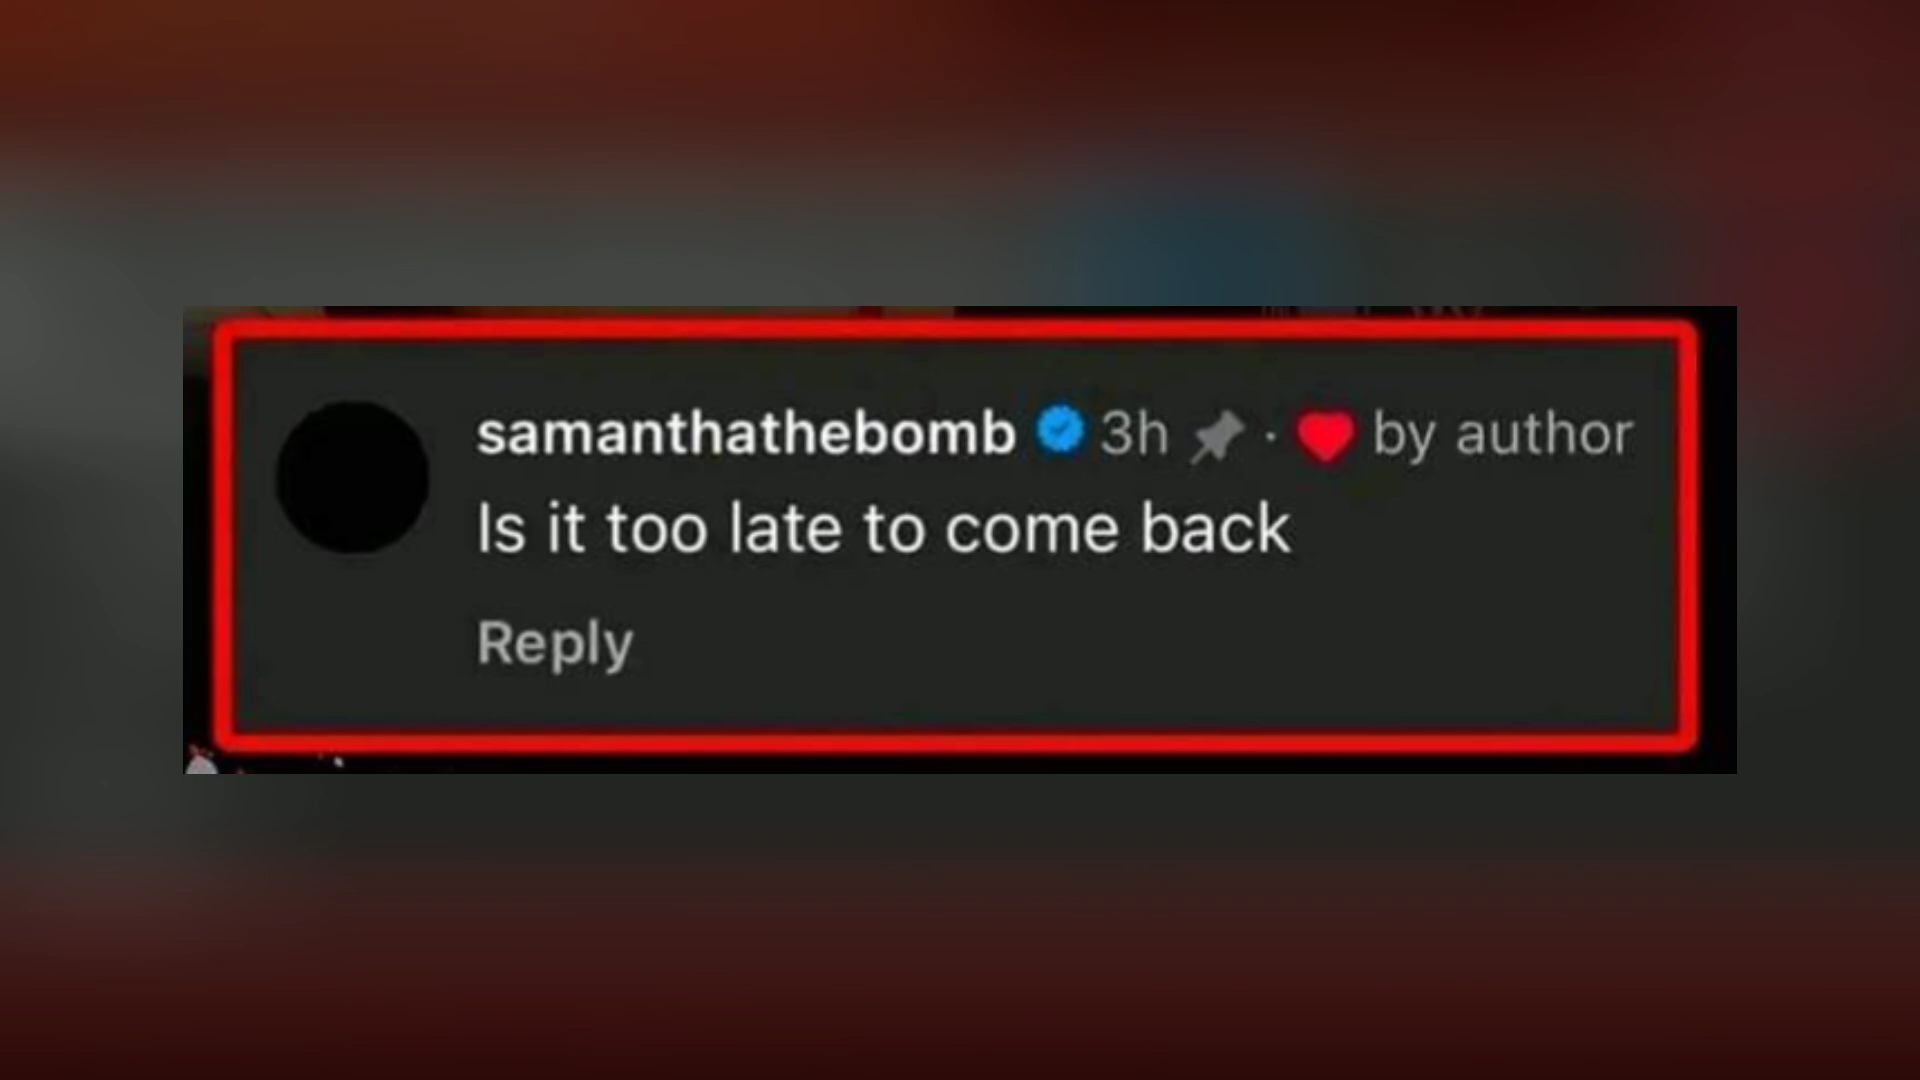 samanthathebomb 3h · by author
Is it too late to come back
Reply